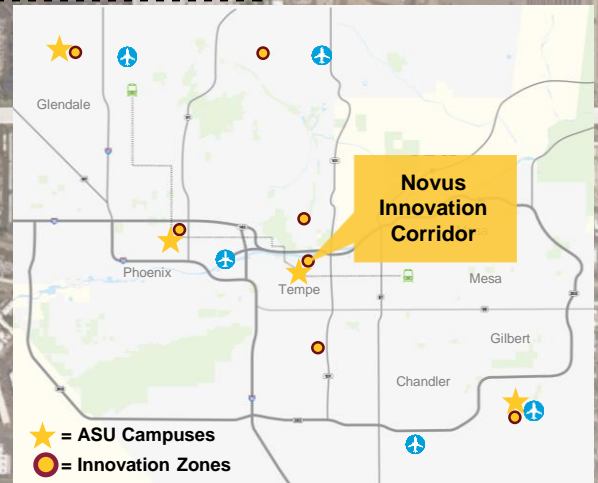 Glendale
Novus
Innovation
Corridor
Phoenix
Tempe
Mesa
Gilbert
Chandler
= ASU Campuses
= Innovation Zones